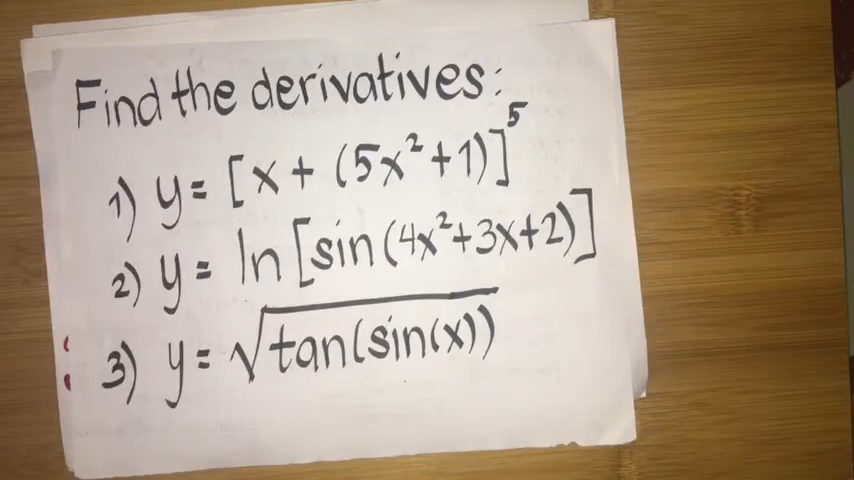 Find the derivatives:
1) y = [x + (5x²+1)]⁵
2) y = ln [sin (4x²+3x+2)]
3) y = √tan(sin(x))